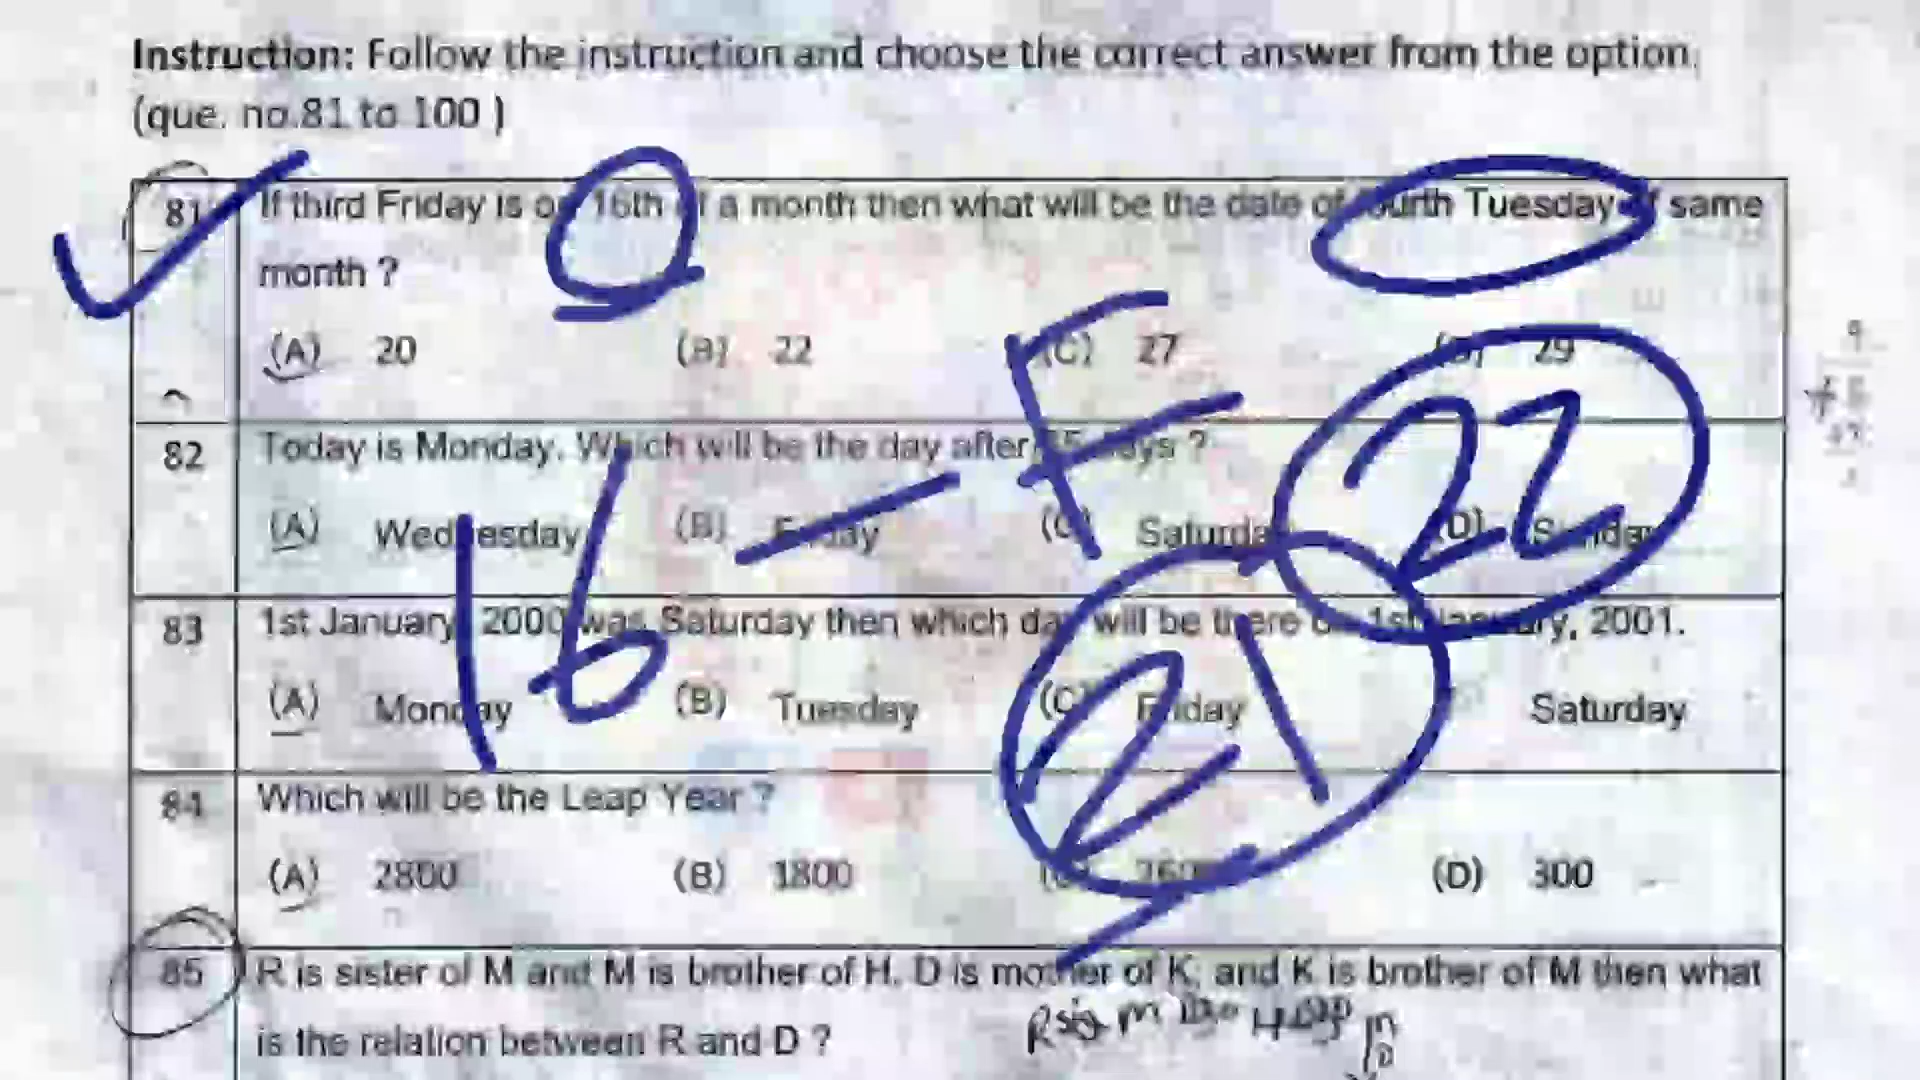 Instruction: Follow the instruction and choose the correct answer from the option.
(que. no.81 to 100 )
81 If third Friday is on 16th of a month then what will be the date of fourth Tuesday of same
month ?
(A) 20 (B) 22 (C) 27 (D) 29
82 Today is Monday. Which will be the day after days ?
(A) Wednesday (B) Friday (C) Saturday (D) Sunday
83 1st January, 2000 was Saturday then which day will be there on 1st January, 2001.
(A) Monday (B) Tuesday (C) Friday Saturday
84 Which will be the Leap Year ?
(A) 2800 (B) 1800 (D) 300
85 R is sister of M and M is brother of H. D is mother of K, and K is brother of M then what
is the relation between R and D ?
16 - F
22
21